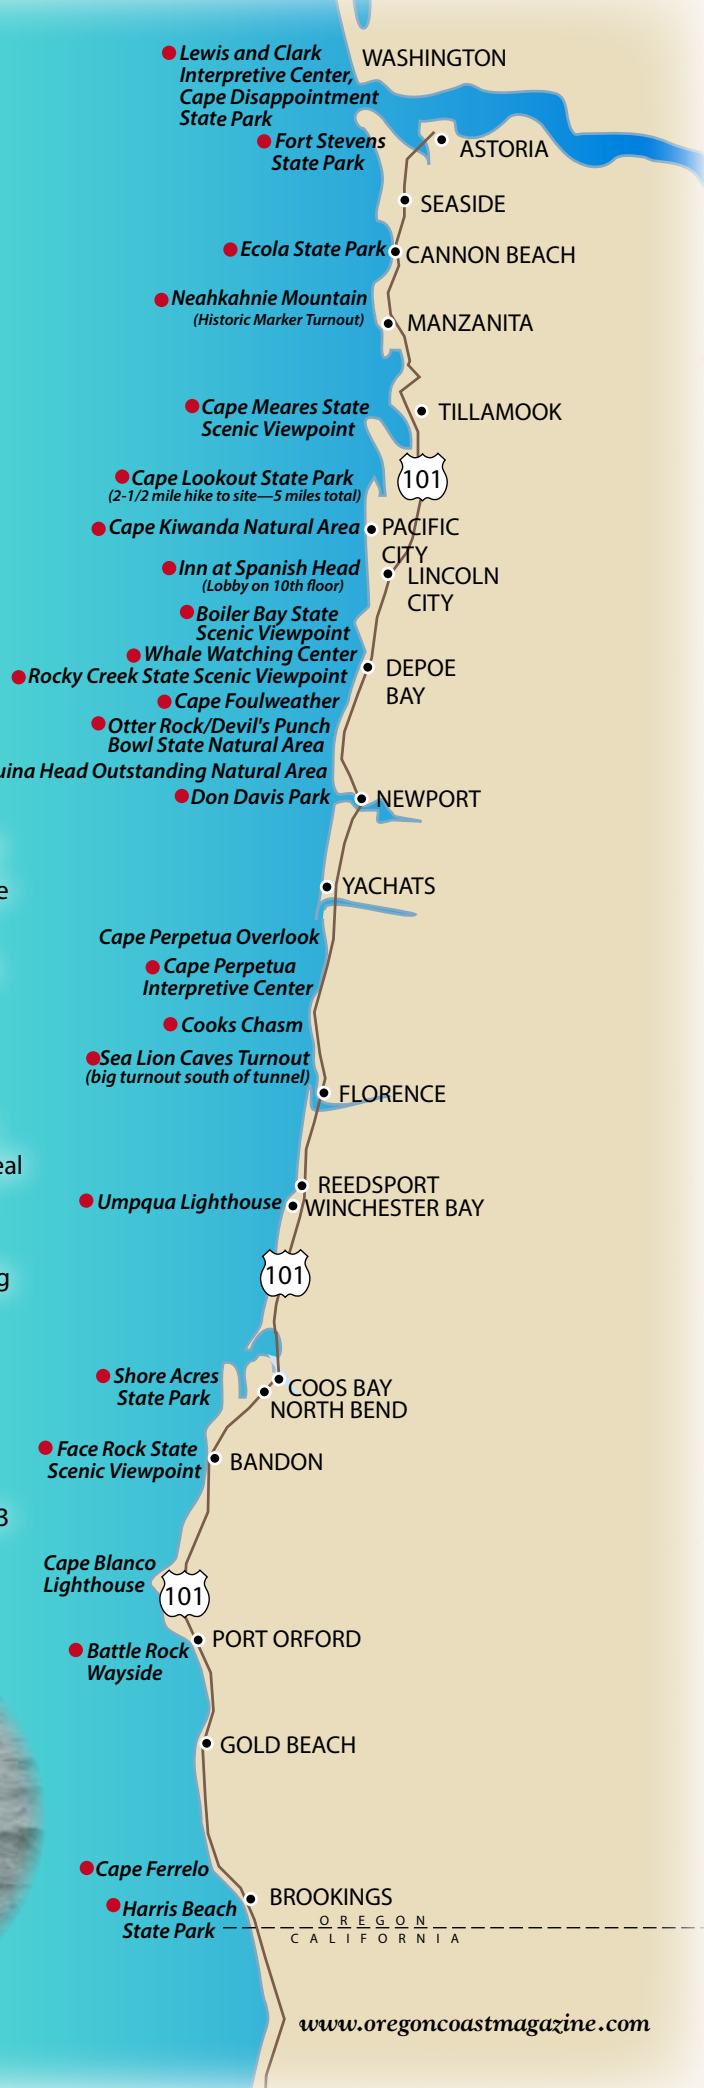 Lewis and Clark
Interpretive Center,
Cape Disappointment
State Park
WASHINGTON
Fort Stevens
State Park
ASTORIA
SEASIDE
Ecola State Park
CANNON BEACH
Neahkahnie Mountain
(Historic Marker Turnout)
MANZANITA
Cape Meares State
Scenic Viewpoint
TILLAMOOK
Cape Lookout State Park
(2-1/2 mile hike to site—5 miles total)
101
Cape Kiwanda Natural Area
PACIFIC
CITY
Inn at Spanish Head
(Lobby on 10th floor)
LINCOLN
CITY
Boiler Bay State
Scenic Viewpoint
Whale Watching Center
Rocky Creek State Scenic Viewpoint
DEPOE
BAY
Cape Foulweather
Otter Rock/Devil's Punch
Bowl State Natural Area
uina Head Outstanding Natural Area
Don Davis Park
NEWPORT
e
YACHATS
Cape Perpetua Overlook
Cape Perpetua
Interpretive Center
Cooks Chasm
Sea Lion Caves Turnout
(big turnout south of tunnel)
FLORENCE
eal
REEDSPORT
Umpqua Lighthouse
WINCHESTER BAY
g
101
Shore Acres
State Park
COOS BAY
NORTH BEND
Face Rock State
Scenic Viewpoint
BANDON
3
Cape Blanco
Lighthouse
101
PORT ORFORD
Battle Rock
Wayside
GOLD BEACH
Cape Ferrelo
BROOKINGS
Harris Beach
State Park
OREGON
CALIFORNIA
www.oregoncoastmagazine.com